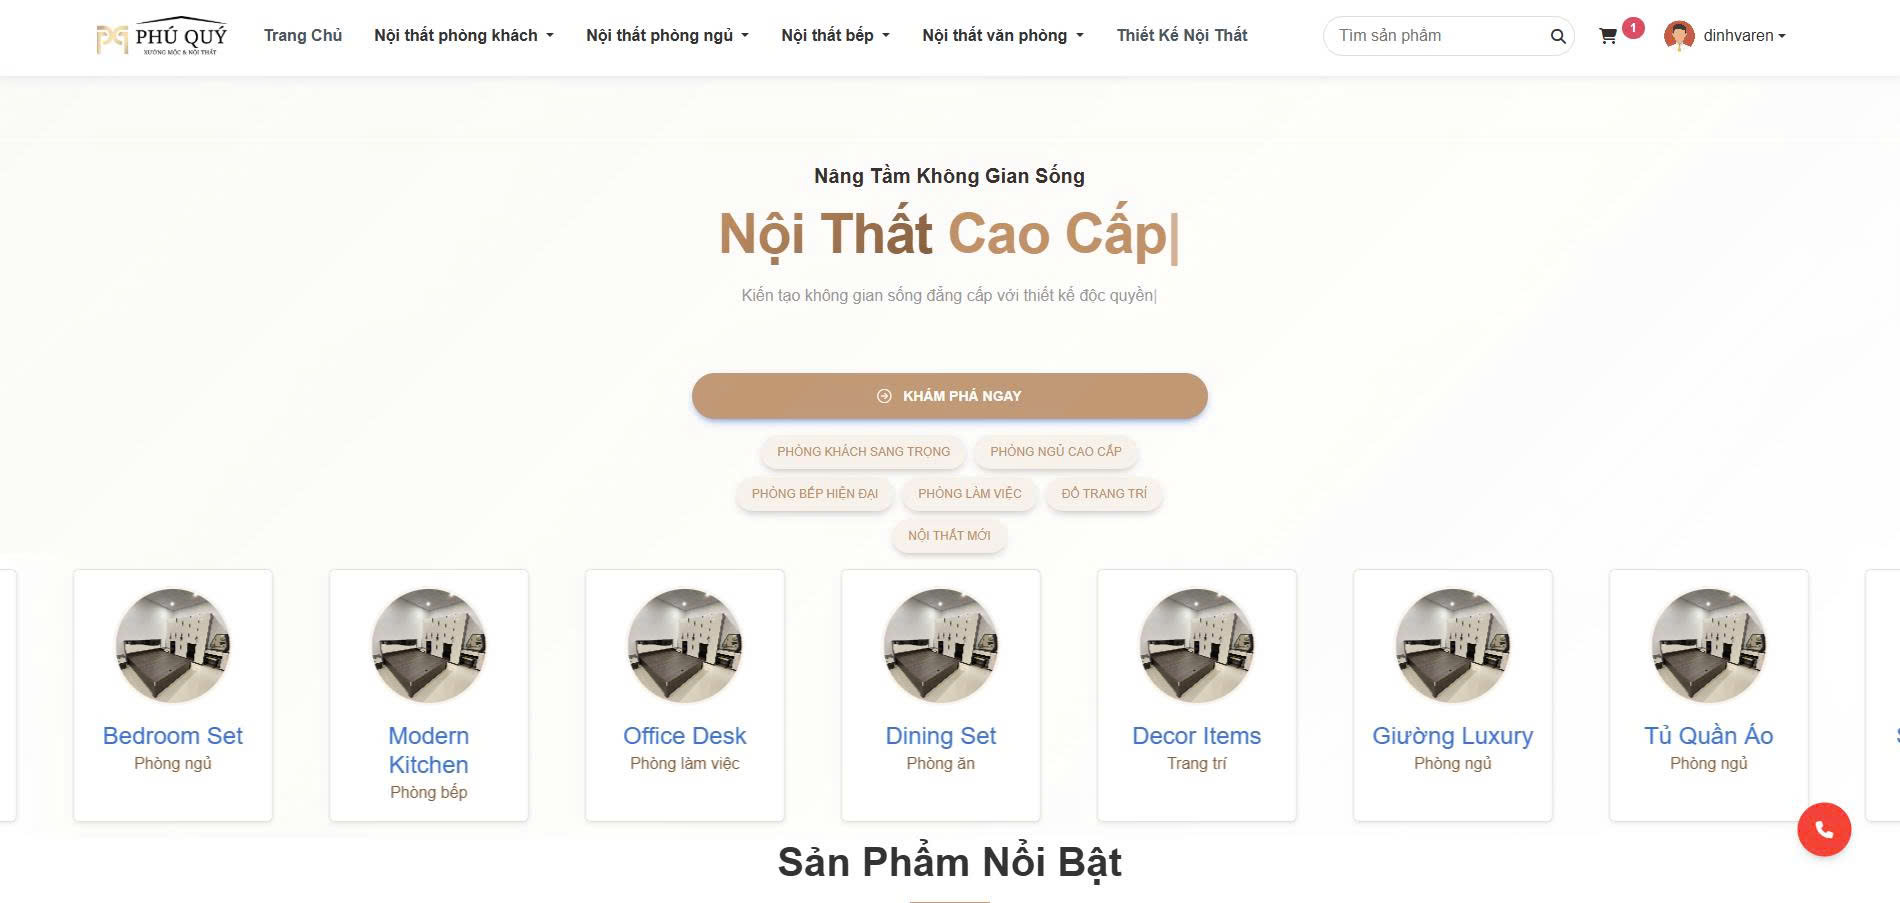 PHÚ QUÝ
XƯỞNG MỘC & NỘI THẤT
Trang Chủ
Nội thất phòng khách
Nội thất phòng ngủ
Nội thất bếp
Nội thất văn phòng
Thiết Kế Nội Thất
Tìm sản phẩm
1
dinhvaren
Nâng Tầm Không Gian Sống
Nội Thất Cao Cấp|
Kiến tạo không gian sống đẳng cấp với thiết kế độc quyền|
KHÁM PHÁ NGAY
PHÒNG KHÁCH SANG TRỌNG
PHÒNG NGỦ CAO CẤP
PHÒNG BẾP HIỆN ĐẠI
PHÒNG LÀM VIỆC
ĐỒ TRANG TRÍ
NỘI THẤT MỚI
Bedroom Set
Phòng ngủ
Modern
Kitchen
Phòng bếp
Office Desk
Phòng làm việc
Dining Set
Phòng ăn
Decor Items
Trang trí
Giường Luxury
Phòng ngủ
Tủ Quần Áo
Phòng ngủ
Sản Phẩm Nổi Bật